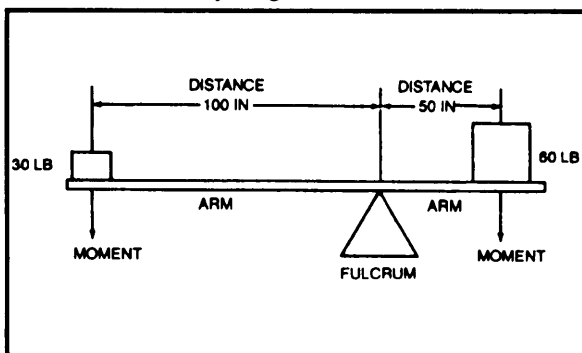 DISTANCE
100 IN
DISTANCE
50 IN
30 LB
60 LB
ARM
ARM
MOMENT
FULCRUM
MOMENT